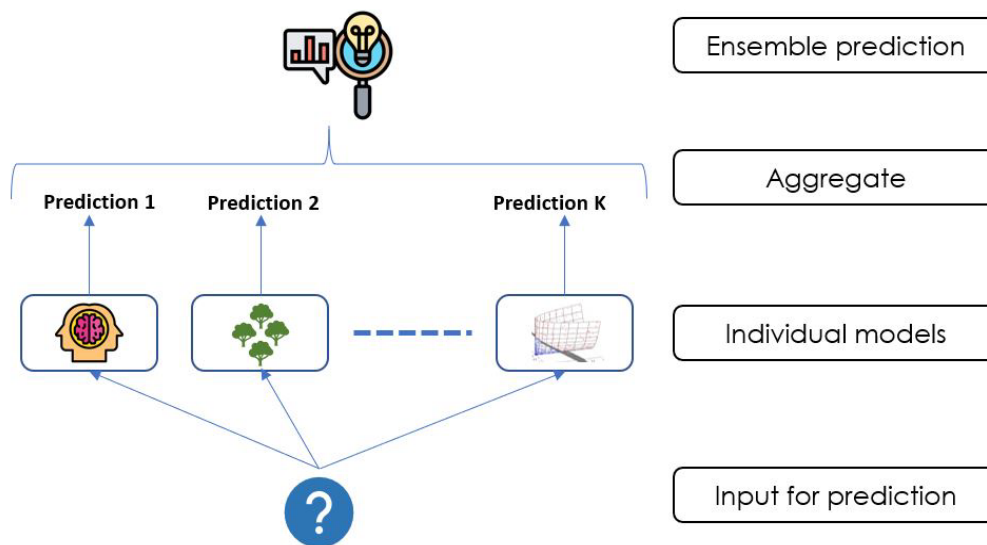 Ensemble prediction
Aggregate
Prediction 1
Prediction 2
Prediction K
Individual models
?
Input for prediction